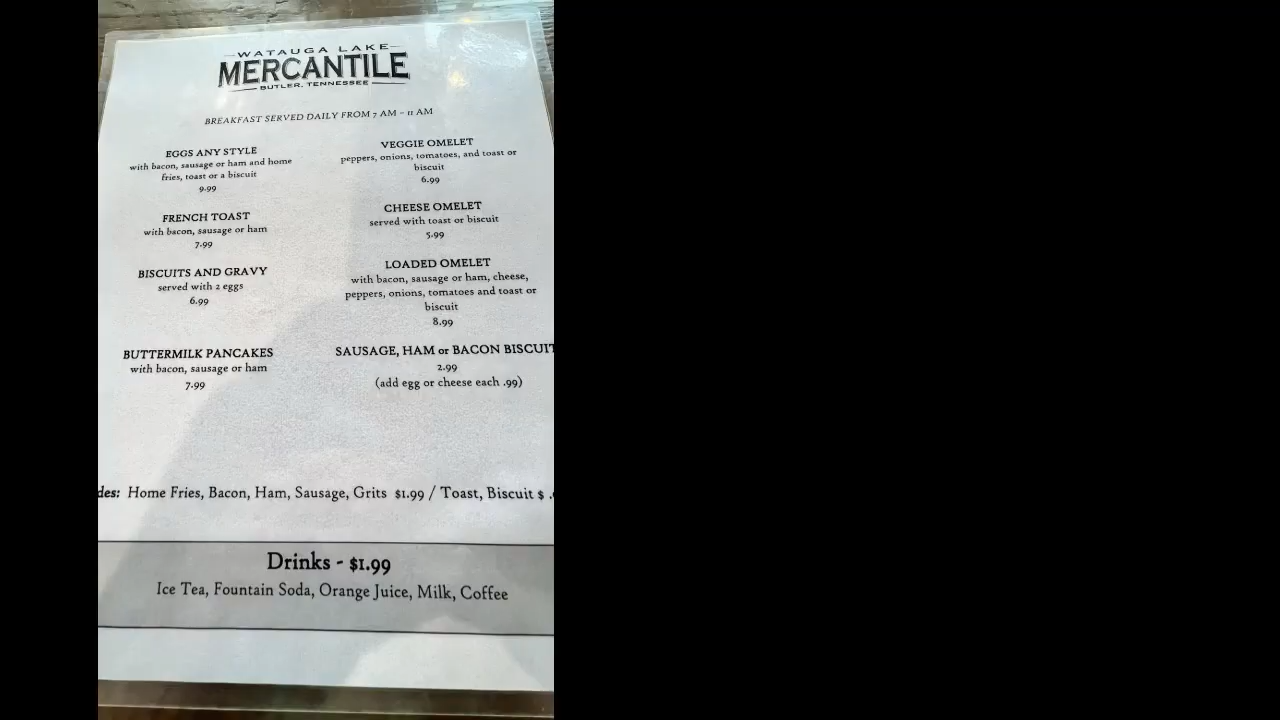 WATAUGA LAKE
MERCANTILE
BUTLER, TENNESSEE
BREAKFAST SERVED DAILY FROM 7 AM – 11 AM
EGGS ANY STYLE
with bacon, sausage or ham and home
fries, toast or a biscuit
9.99
FRENCH TOAST
with bacon, sausage or ham
7.99
BISCUITS AND GRAVY
served with 2 eggs
6.99
BUTTERMILK PANCAKES
with bacon, sausage or ham
7.99
VEGGIE OMELET
peppers, onions, tomatoes, and toast or
biscuit
6.99
CHEESE OMELET
served with toast or biscuit
5.99
LOADED OMELET
with bacon, sausage or ham, cheese,
peppers, onions, tomatoes and toast or
biscuit
8.99
SAUSAGE, HAM or BACON BISCUIT
2.99
(add egg or cheese each .99)
des: Home Fries, Bacon, Ham, Sausage, Grits $1.99 / Toast, Biscuit $ .
Drinks - $1.99
Ice Tea, Fountain Soda, Orange Juice, Milk, Coffee